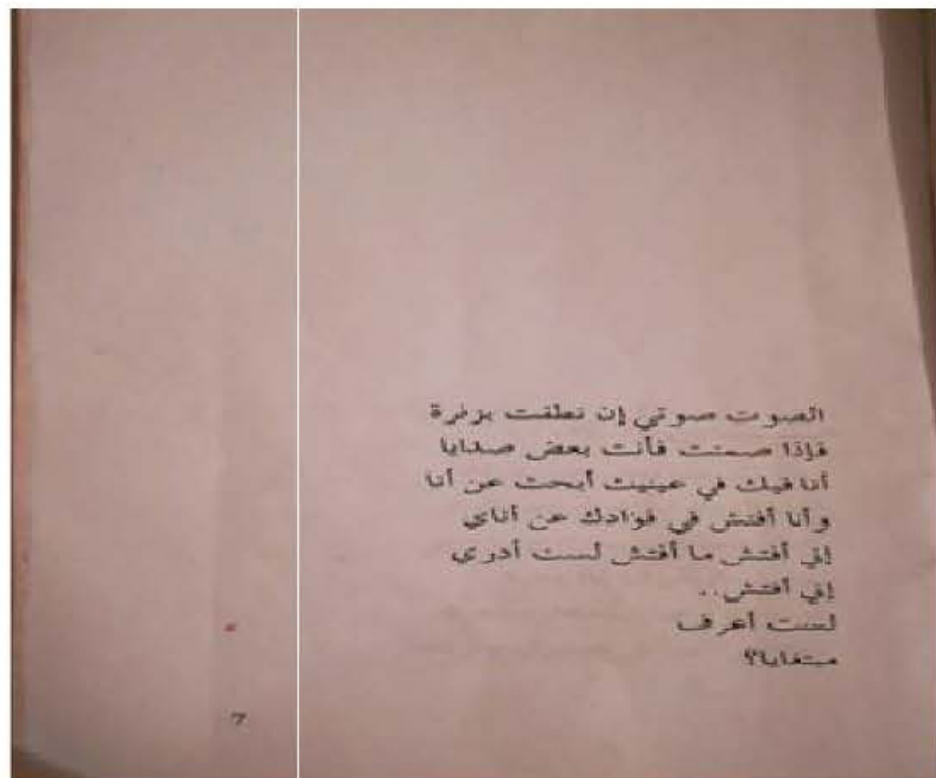 الصوت صوتي إن نطقت بزفرة
فإذا صمتت فأنت بعض صدايا
أنا فيك في عينيك أبحث عن أنا
وأنا أفتش في فؤادك عن أناي
إني أفتش ما أفتش لست أدري
إني أفتش..
لست أعرف
مبتغايا؟
7